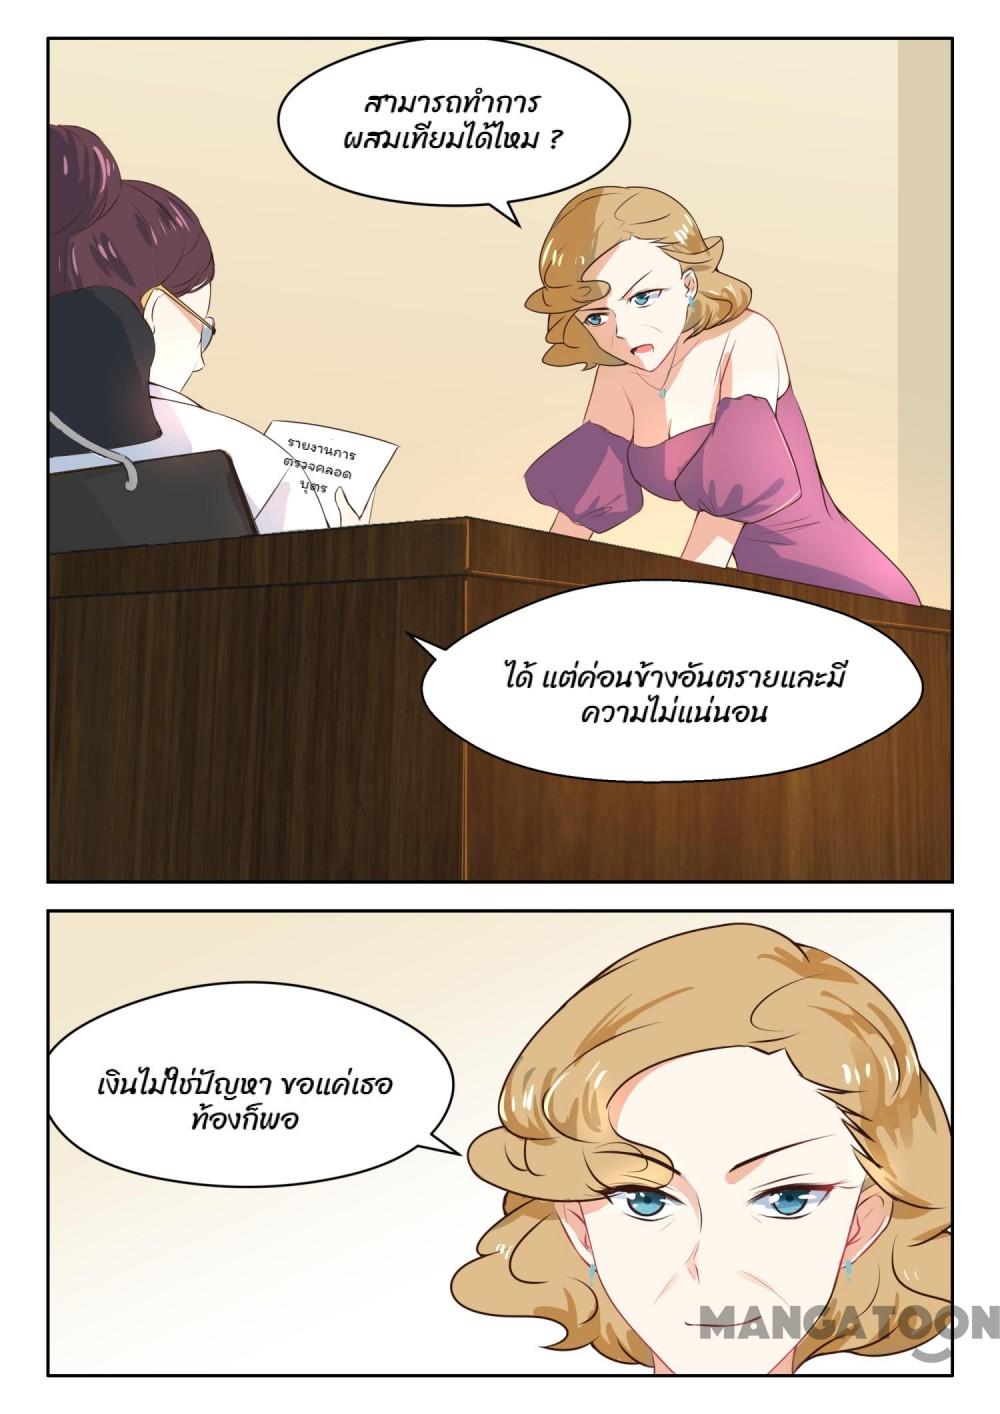 สามารถทำการ
ผสมเทียมได้ไหม ?
รายงานการ
ตรวจคลอด
บุตร
ได้ แต่ค่อนข้างอันตรายและมี
ความไม่แน่นอน
เงินไม่ใช่ปัญหา ขอแค่เธอ
ท้องก็พอ
MANGATOON